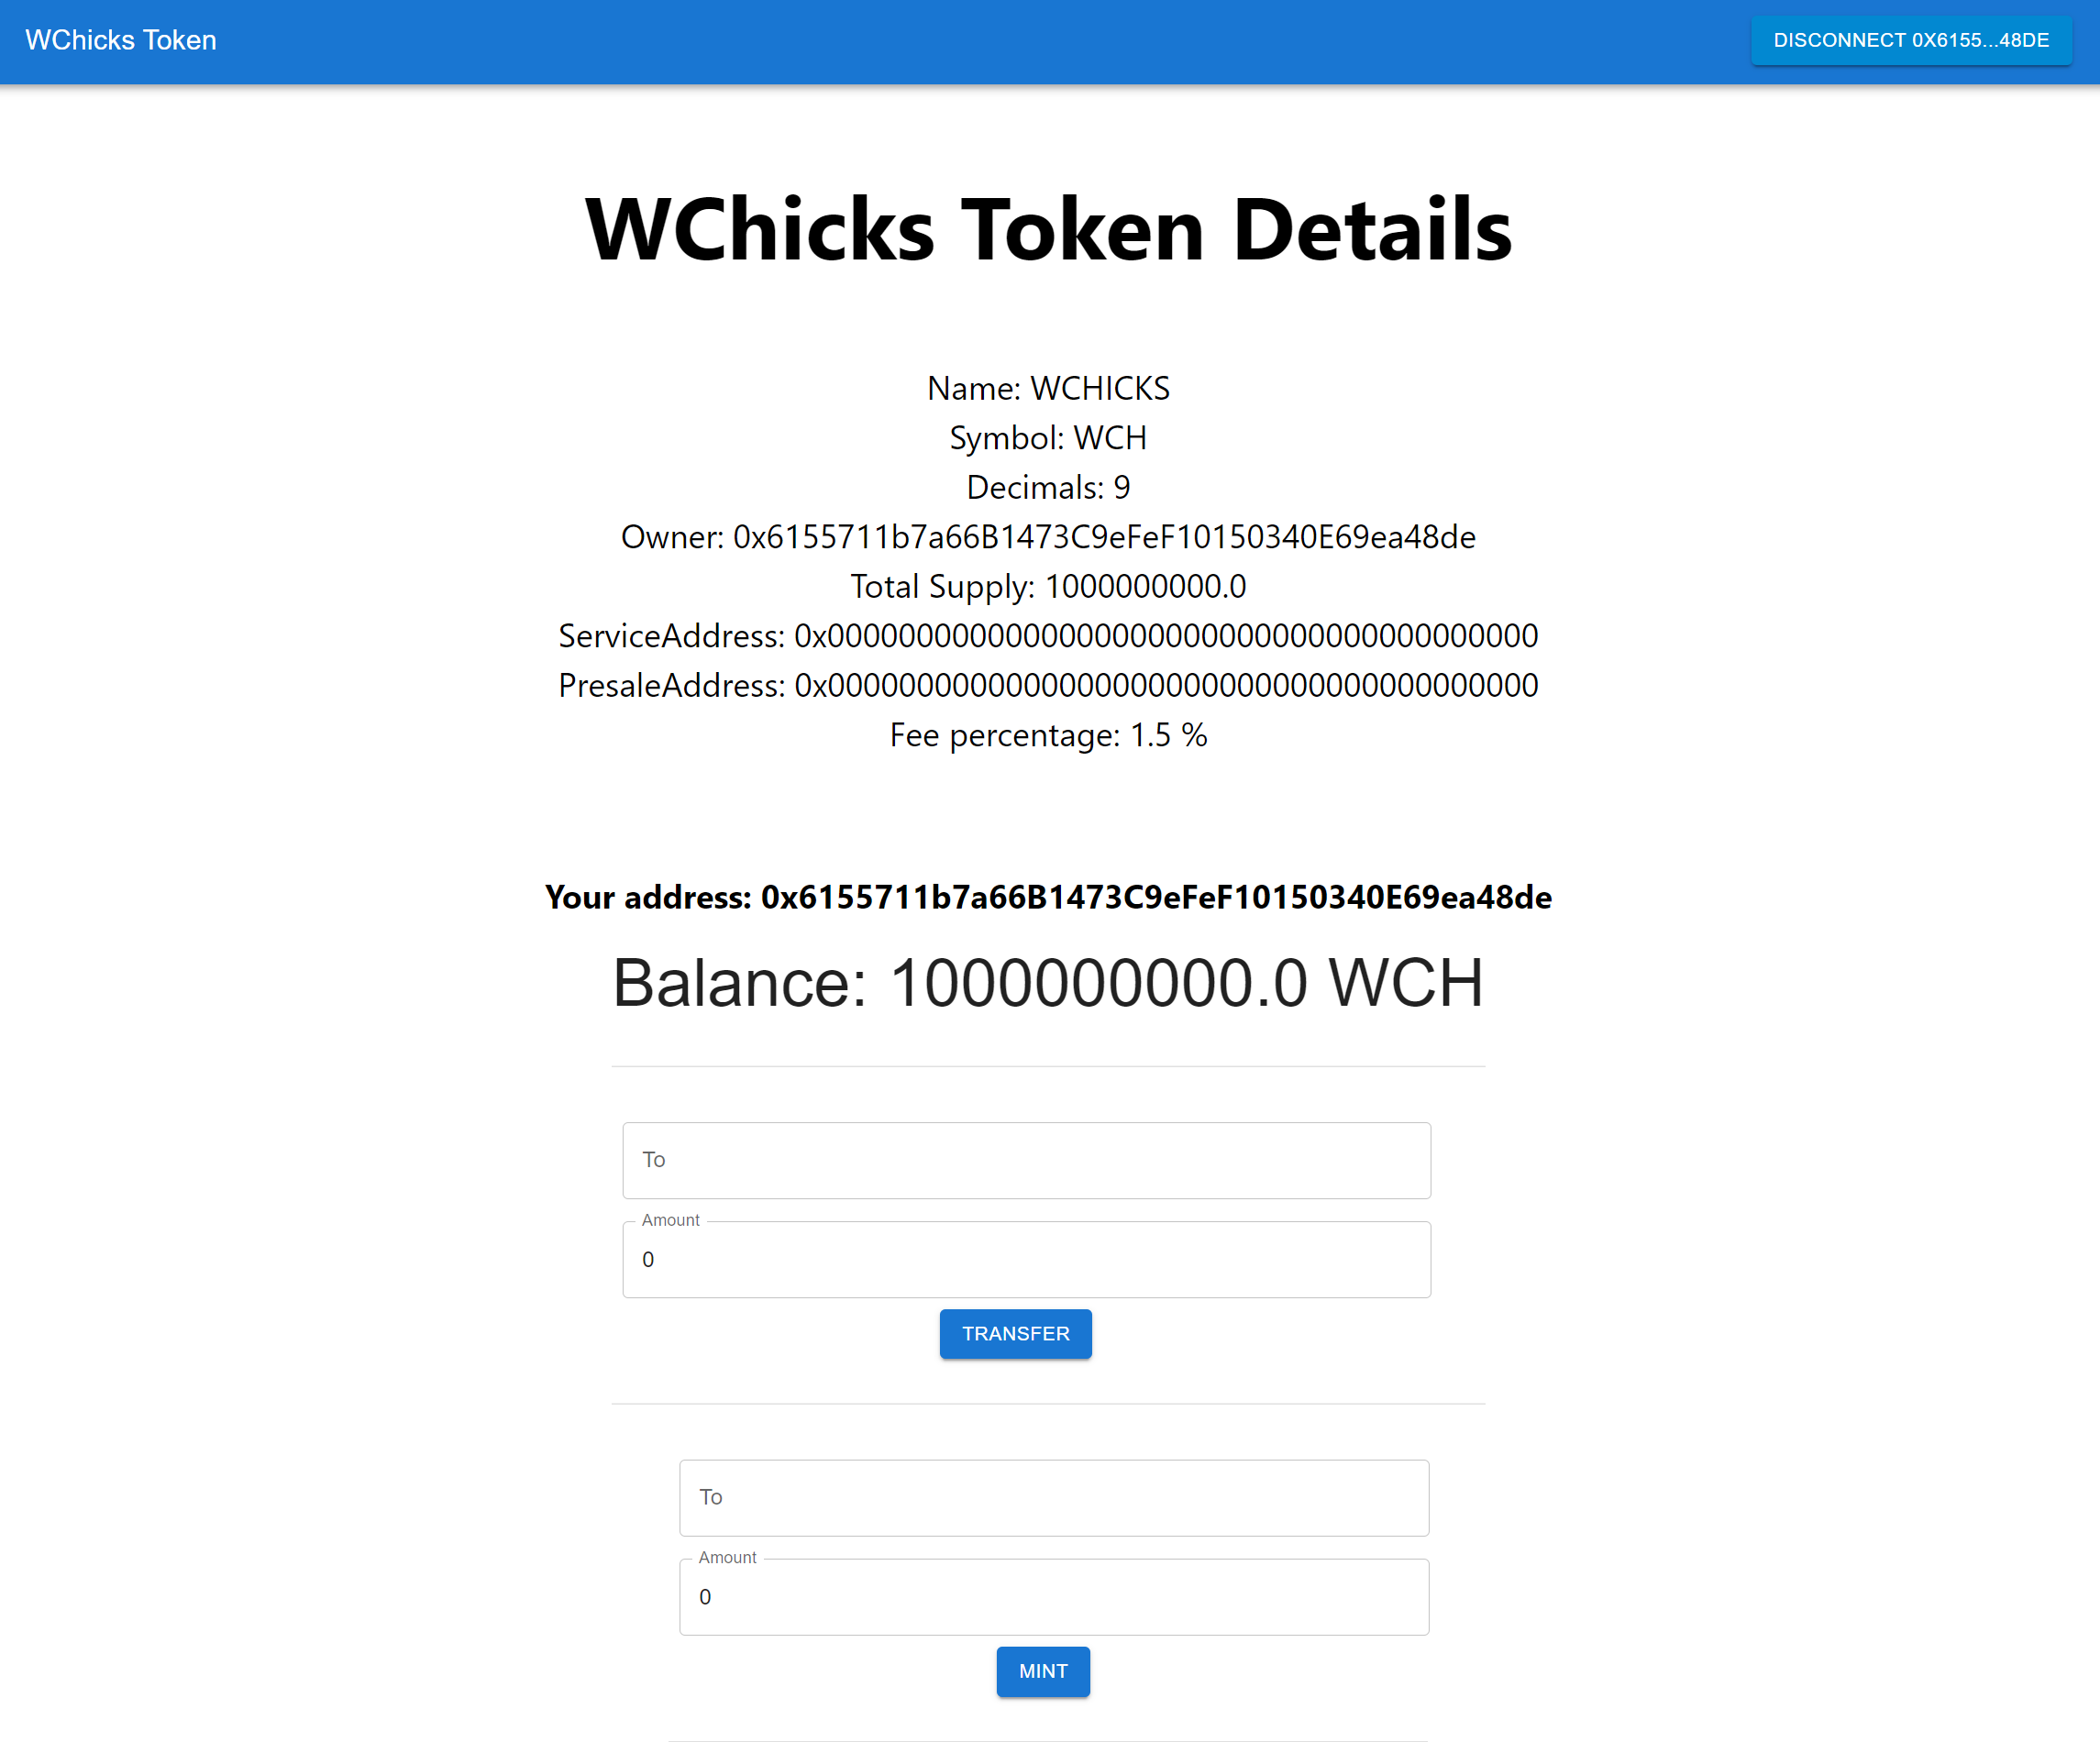 WChicks Token
DISCONNECT 0X6155...48DE
WChicks Token Details
Name: WCHICKS
Symbol: WCH
Decimals: 9
Owner: 0x6155711b7a66B1473C9eFeF10150340E69ea48de
Total Supply: 1000000000.0
ServiceAddress: 0x0000000000000000000000000000000000000000
PresaleAddress: 0x0000000000000000000000000000000000000000
Fee percentage: 1.5 %
Your address: 0x6155711b7a66B1473C9eFeF10150340E69ea48de
Balance: 1000000000.0 WCH
To
Amount
0
TRANSFER
To
Amount
0
MINT